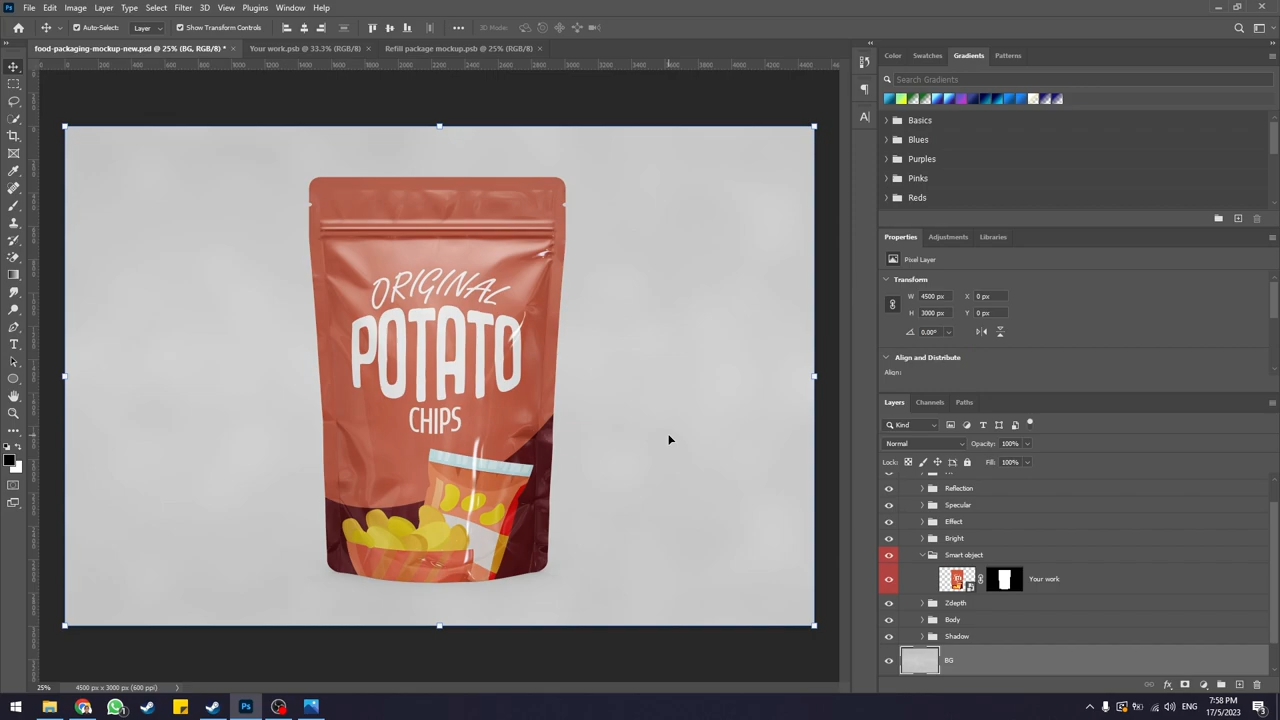 Ps File Edit Image Layer Type Select Filter 3D View Plugins Window Help
Auto-Select: Layer Show Transform Controls 3D Mode:
food-packaging-mockup-new.psd @ 25% (BG, RGB/8) * × Your work.psb @ 33.3% (RGB/8) × Refill package mockup.psb @ 25% (RGB/8) ×
ORIGINAL
POTATO
CHIPS
Color Swatches Gradients Patterns
Search Gradients
Basics
Blues
Purples
Pinks
Reds
Properties Adjustments Libraries
Pixel Layer
Transform
W 4500 px X 0 px
H 3000 px Y 0 px
0.00°
Align and Distribute
Align:
Layers Channels Paths
Kind
Normal Opacity: 100%
Lock: Fill: 100%
Reflection
Specular
Effect
Bright
Smart object
Your work
Zdepth
Body
Shadow
BG
25% 4500 px x 3000 px (600 ppi)
ENG 7:58 PM
17/5/2023